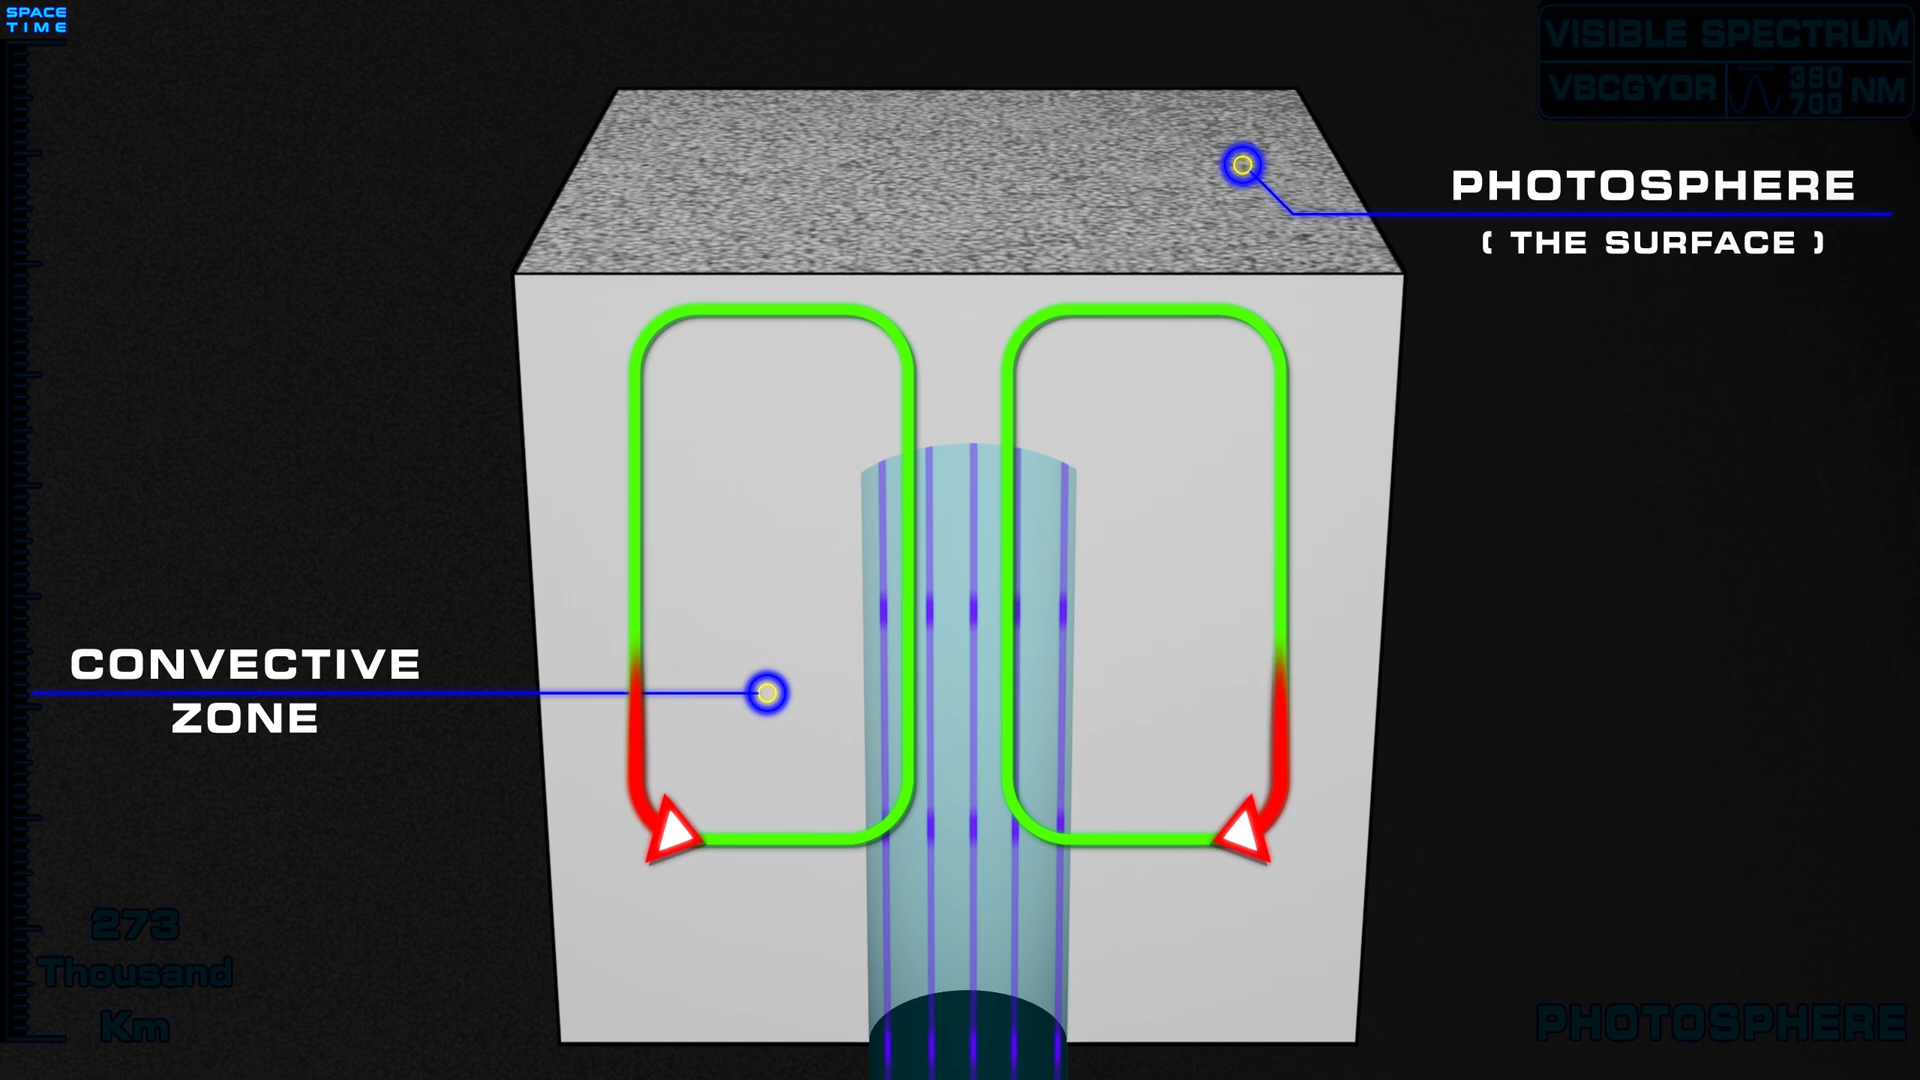 SPACE
TIME
VISIBLE SPECTRUM
VBCGYOR
380
700
NM
PHOTOSPHERE
( THE SURFACE )
CONVECTIVE
ZONE
273
Thousand
Km
PHOTOSPHERE